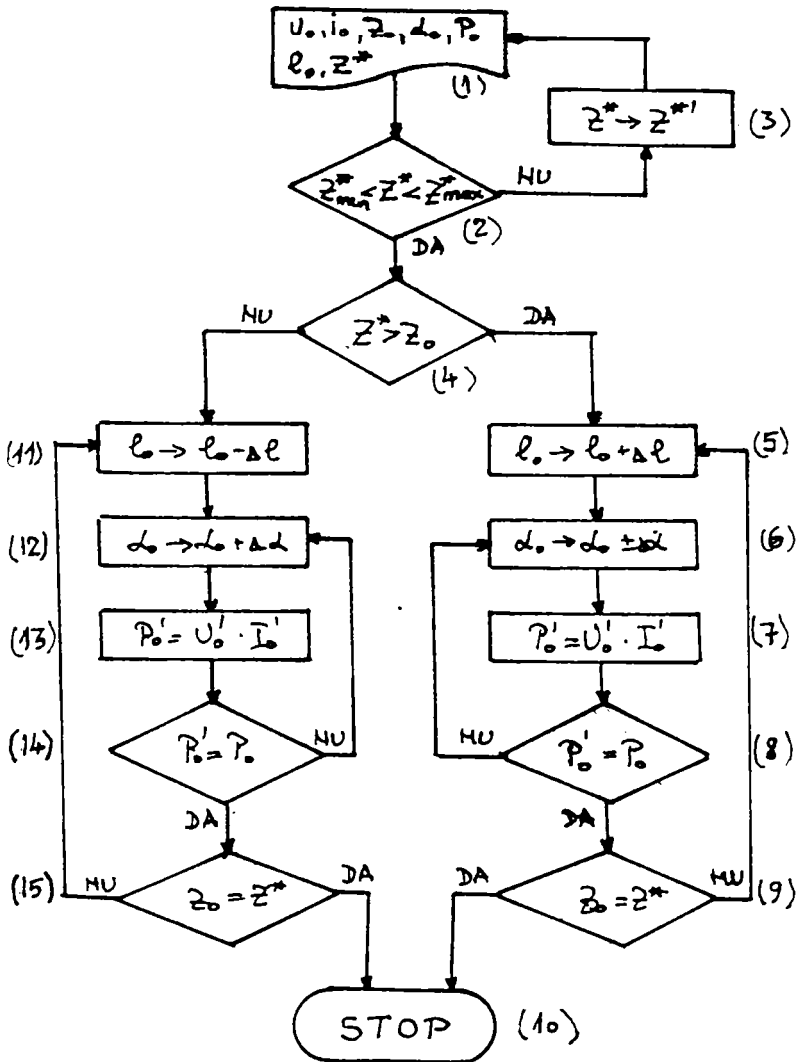 U₀, i₀, Z₀, α₀, P₀
l₀, Z*
(1)
Z* → Z*'
(3)
Z*min < Z* < Z*max
NU
(2)
DA
Z* > Z₀
NU
DA
(4)
(11)
l₀ → l₀ - Δl
l₀ → l₀ + Δl
(5)
(12)
α₀ → α₀ + Δα
(6)
(13)
P₀' = U₀' · I₀'
P₀' = U₀' · I₀'
(7)
(14)
P₀' = P₀
NU
NU
P₀' = P₀
(8)
DA
DA
(15)
NU
Z₀ = Z*
DA
DA
Z₀ = Z*
NU
(9)
STOP
(10)